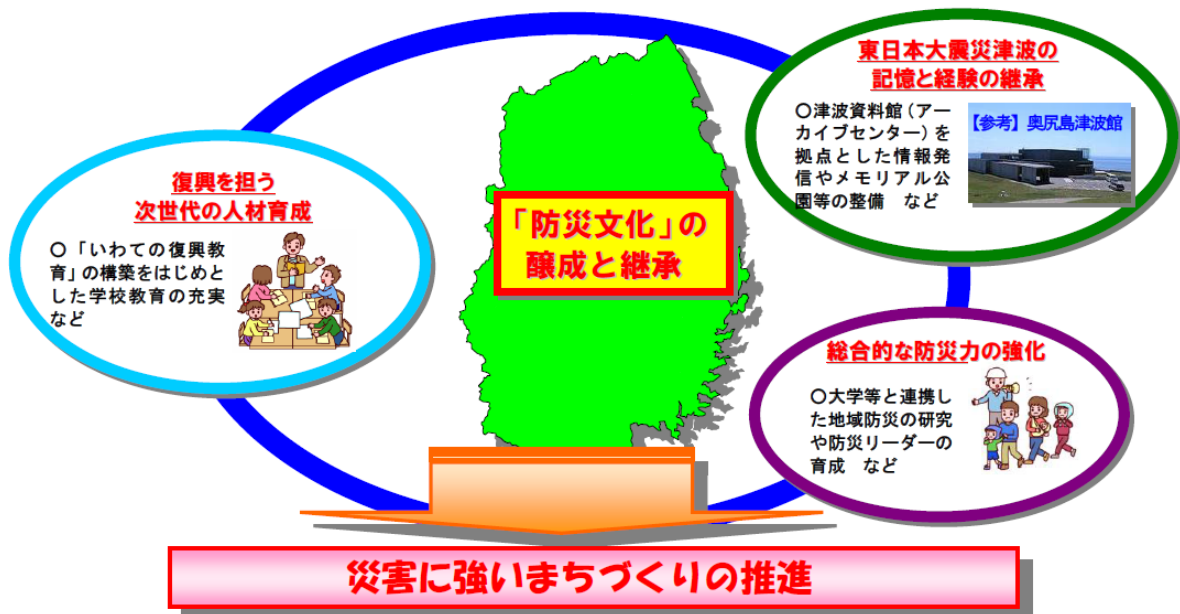 東日本大震災津波の
記憶と経験の継承
○津波資料館（アー
カイブセンター）を
拠点とした情報発
信やメモリアル公
園等の整備　など
【参考】奥尻島津波館
復興を担う
次世代の人材育成
○「いわての復興教
育」の構築をはじめと
した学校教育の充実
など
「防災文化」の
醸成と継承
総合的な防災力の強化
○大学等と連携し
た地域防災の研究
や防災リーダーの
育成　など
災害に強いまちづくりの推進